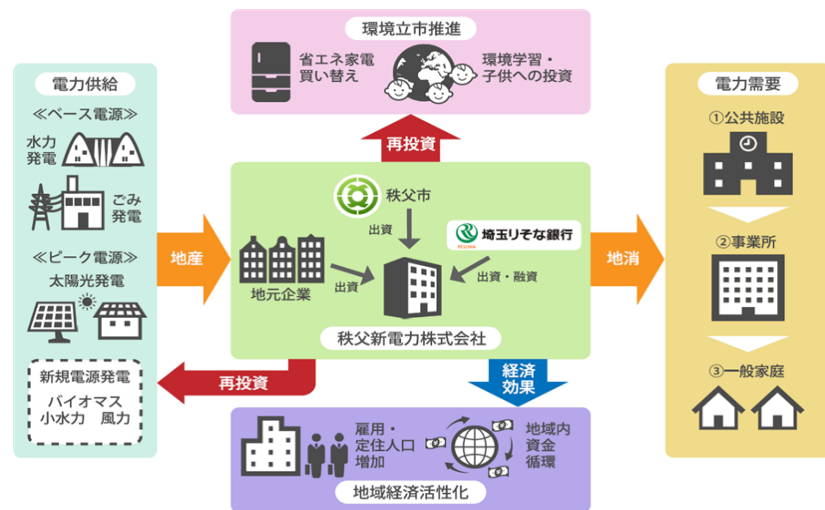 環境立市推進
省エネ家電
買い替え
環境学習・
子供への投資
電力供給
≪ベース電源≫
水力
発電
ごみ
発電
≪ピーク電源≫
太陽光発電
新規電源発電
バイオマス
小水力 風力
再投資
地産
秩父市
出資
埼玉りそな銀行
RESONA
地元企業
出資
出資・融資
秩父新電力株式会社
地消
電力需要
①公共施設
②事業所
③一般家庭
再投資
経済
効果
雇用・
定住人口
増加
地域内
資金
循環
地域経済活性化